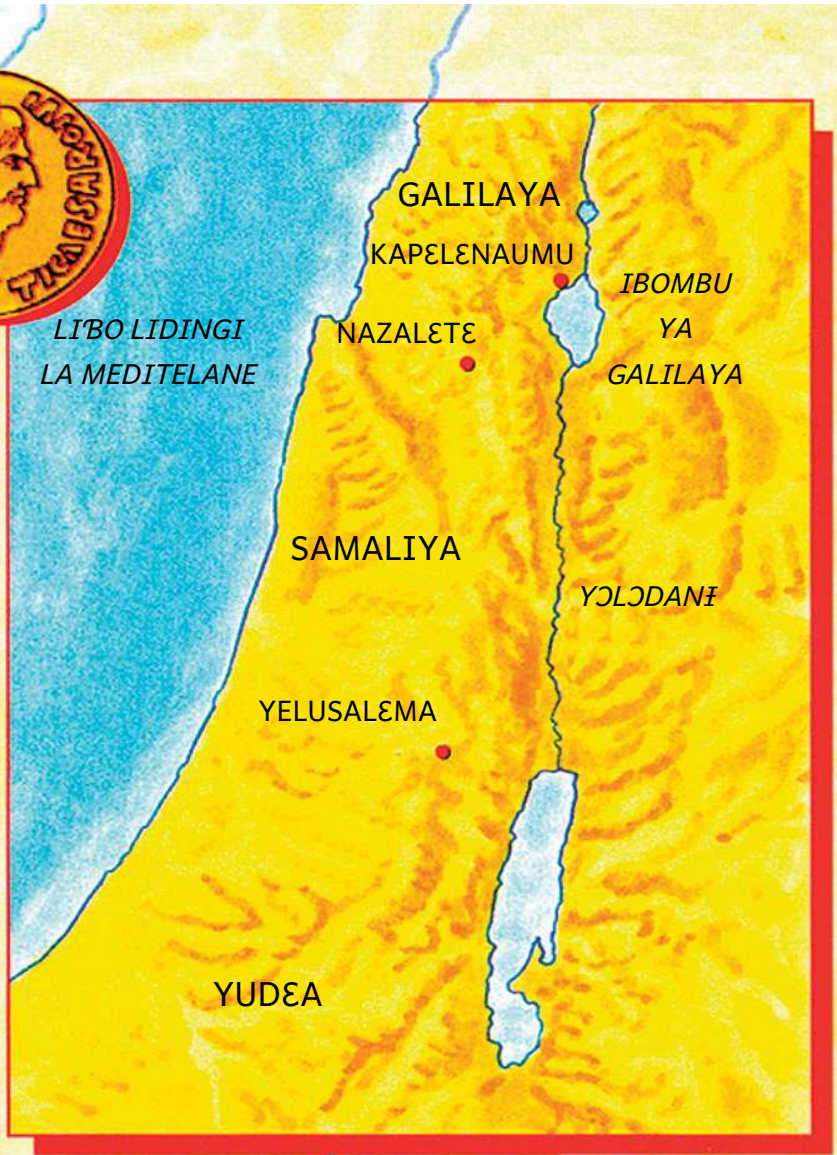 GALILAYA
KAPƐLƐNAUMU
IBOMBU
YA
GALILAYA
LIƁO LIDINGI
LA MEDITELANE
NAZALƐTƐ
SAMALIYA
YƆLƆDANɨ
YELUSALƐMA
YUDƐA